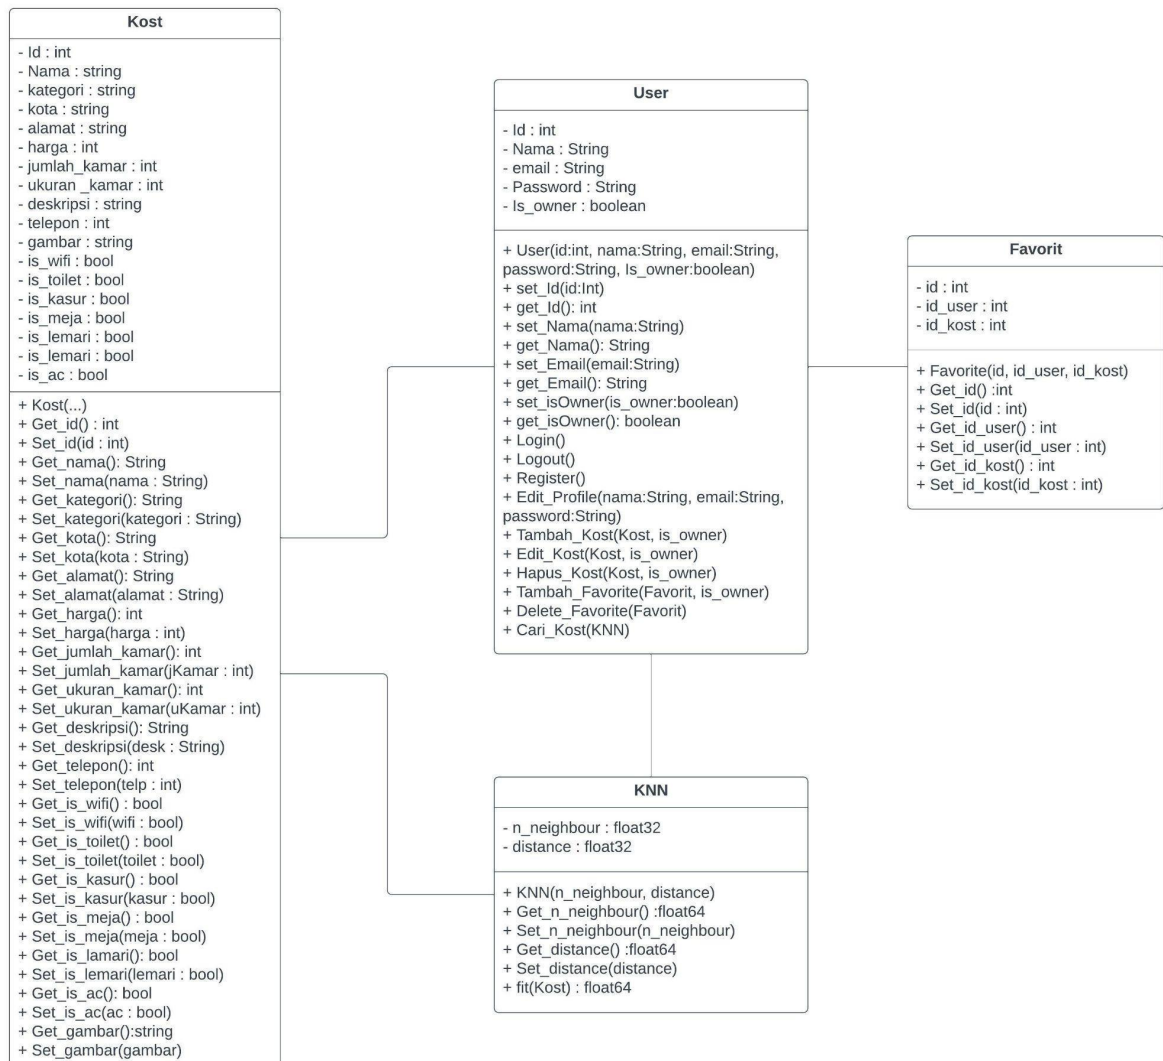 Kost
- Id : int
- Nama : string
- kategori : string
- kota : string
- alamat : string
- harga : int
- jumlah_kamar : int
- ukuran _kamar : int
- deskripsi : string
- telepon : int
- gambar : string
- is_wifi : bool
- is_toilet : bool
- is_kasur : bool
- is_meja : bool
- is_lemari : bool
- is_lemari : bool
- is_ac : bool
+ Kost(...)
+ Get_id() : int
+ Set_id(id : int)
+ Get_nama(): String
+ Set_nama(nama : String)
+ Get_kategori(): String
+ Set_kategori(kategori : String)
+ Get_kota(): String
+ Set_kota(kota : String)
+ Get_alamat(): String
+ Set_alamat(alamat : String)
+ Get_harga(): int
+ Set_harga(harga : int)
+ Get_jumlah_kamar(): int
+ Set_jumlah_kamar(jKamar : int)
+ Get_ukuran_kamar(): int
+ Set_ukuran_kamar(uKamar : int)
+ Get_deskripsi(): String
+ Set_deskripsi(desk : String)
+ Get_telepon(): int
+ Set_telepon(telp : int)
+ Get_is_wifi() : bool
+ Set_is_wifi(wifi : bool)
+ Get_is_toilet() : bool
+ Set_is_toilet(toilet : bool)
+ Get_is_kasur() : bool
+ Set_is_kasur(kasur : bool)
+ Get_is_meja() : bool
+ Set_is_meja(meja : bool)
+ Get_is_lamari(): bool
+ Set_is_lemari(lemari : bool)
+ Get_is_ac(): bool
+ Set_is_ac(ac : bool)
+ Get_gambar():string
+ Set_gambar(gambar)
User
- Id : int
- Nama : String
- email : String
- Password : String
- Is_owner : boolean
+ User(id:int, nama:String, email:String,
password:String, Is_owner:boolean)
+ set_Id(id:Int)
+ get_Id(): int
+ set_Nama(nama:String)
+ get_Nama(): String
+ set_Email(email:String)
+ get_Email(): String
+ set_isOwner(is_owner:boolean)
+ get_isOwner(): boolean
+ Login()
+ Logout()
+ Register()
+ Edit_Profile(nama:String, email:String,
password:String)
+ Tambah_Kost(Kost, is_owner)
+ Edit_Kost(Kost, is_owner)
+ Hapus_Kost(Kost, is_owner)
+ Tambah_Favorite(Favorit, is_owner)
+ Delete_Favorite(Favorit)
+ Cari_Kost(KNN)
Favorit
- id : int
- id_user : int
- id_kost : int
+ Favorite(id, id_user, id_kost)
+ Get_id() :int
+ Set_id(id : int)
+ Get_id_user() : int
+ Set_id_user(id_user : int)
+ Get_id_kost() : int
+ Set_id_kost(id_kost : int)
KNN
- n_neighbour : float32
- distance : float32
+ KNN(n_neighbour, distance)
+ Get_n_neighbour() :float64
+ Set_n_neighbour(n_neighbour)
+ Get_distance() :float64
+ Set_distance(distance)
+ fit(Kost) : float64